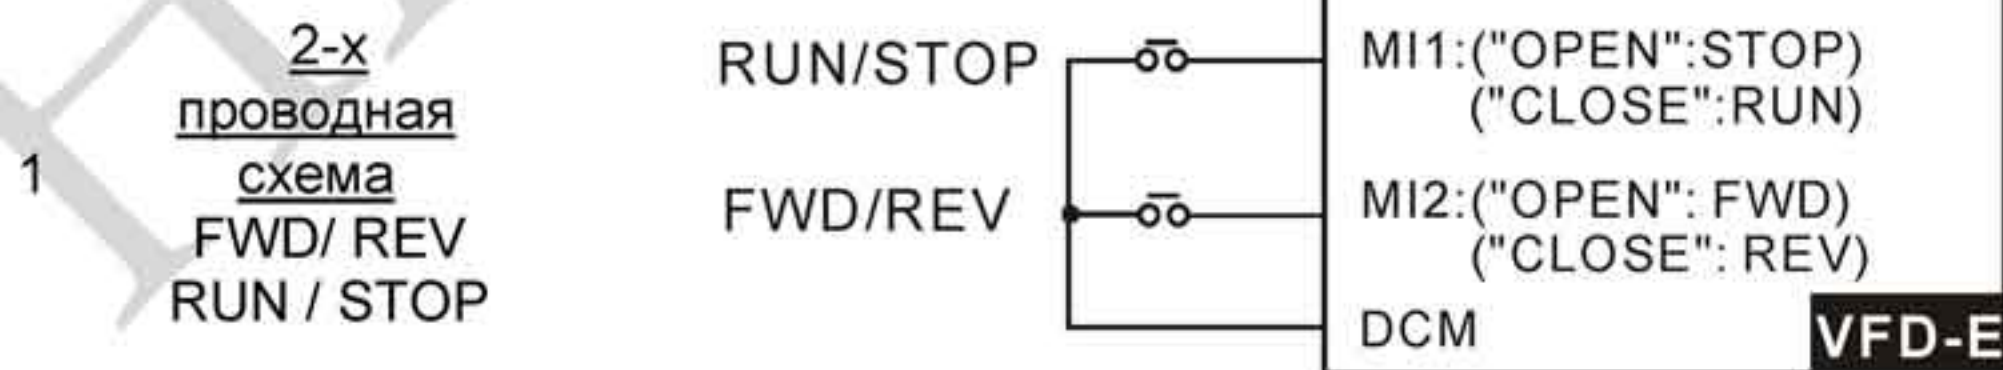 1
2-х
проводная
схема
FWD/ REV
RUN / STOP
RUN/STOP
FWD/REV
MI1:("OPEN":STOP)
("CLOSE":RUN)
MI2:("OPEN": FWD)
("CLOSE": REV)
DCM
VFD-E